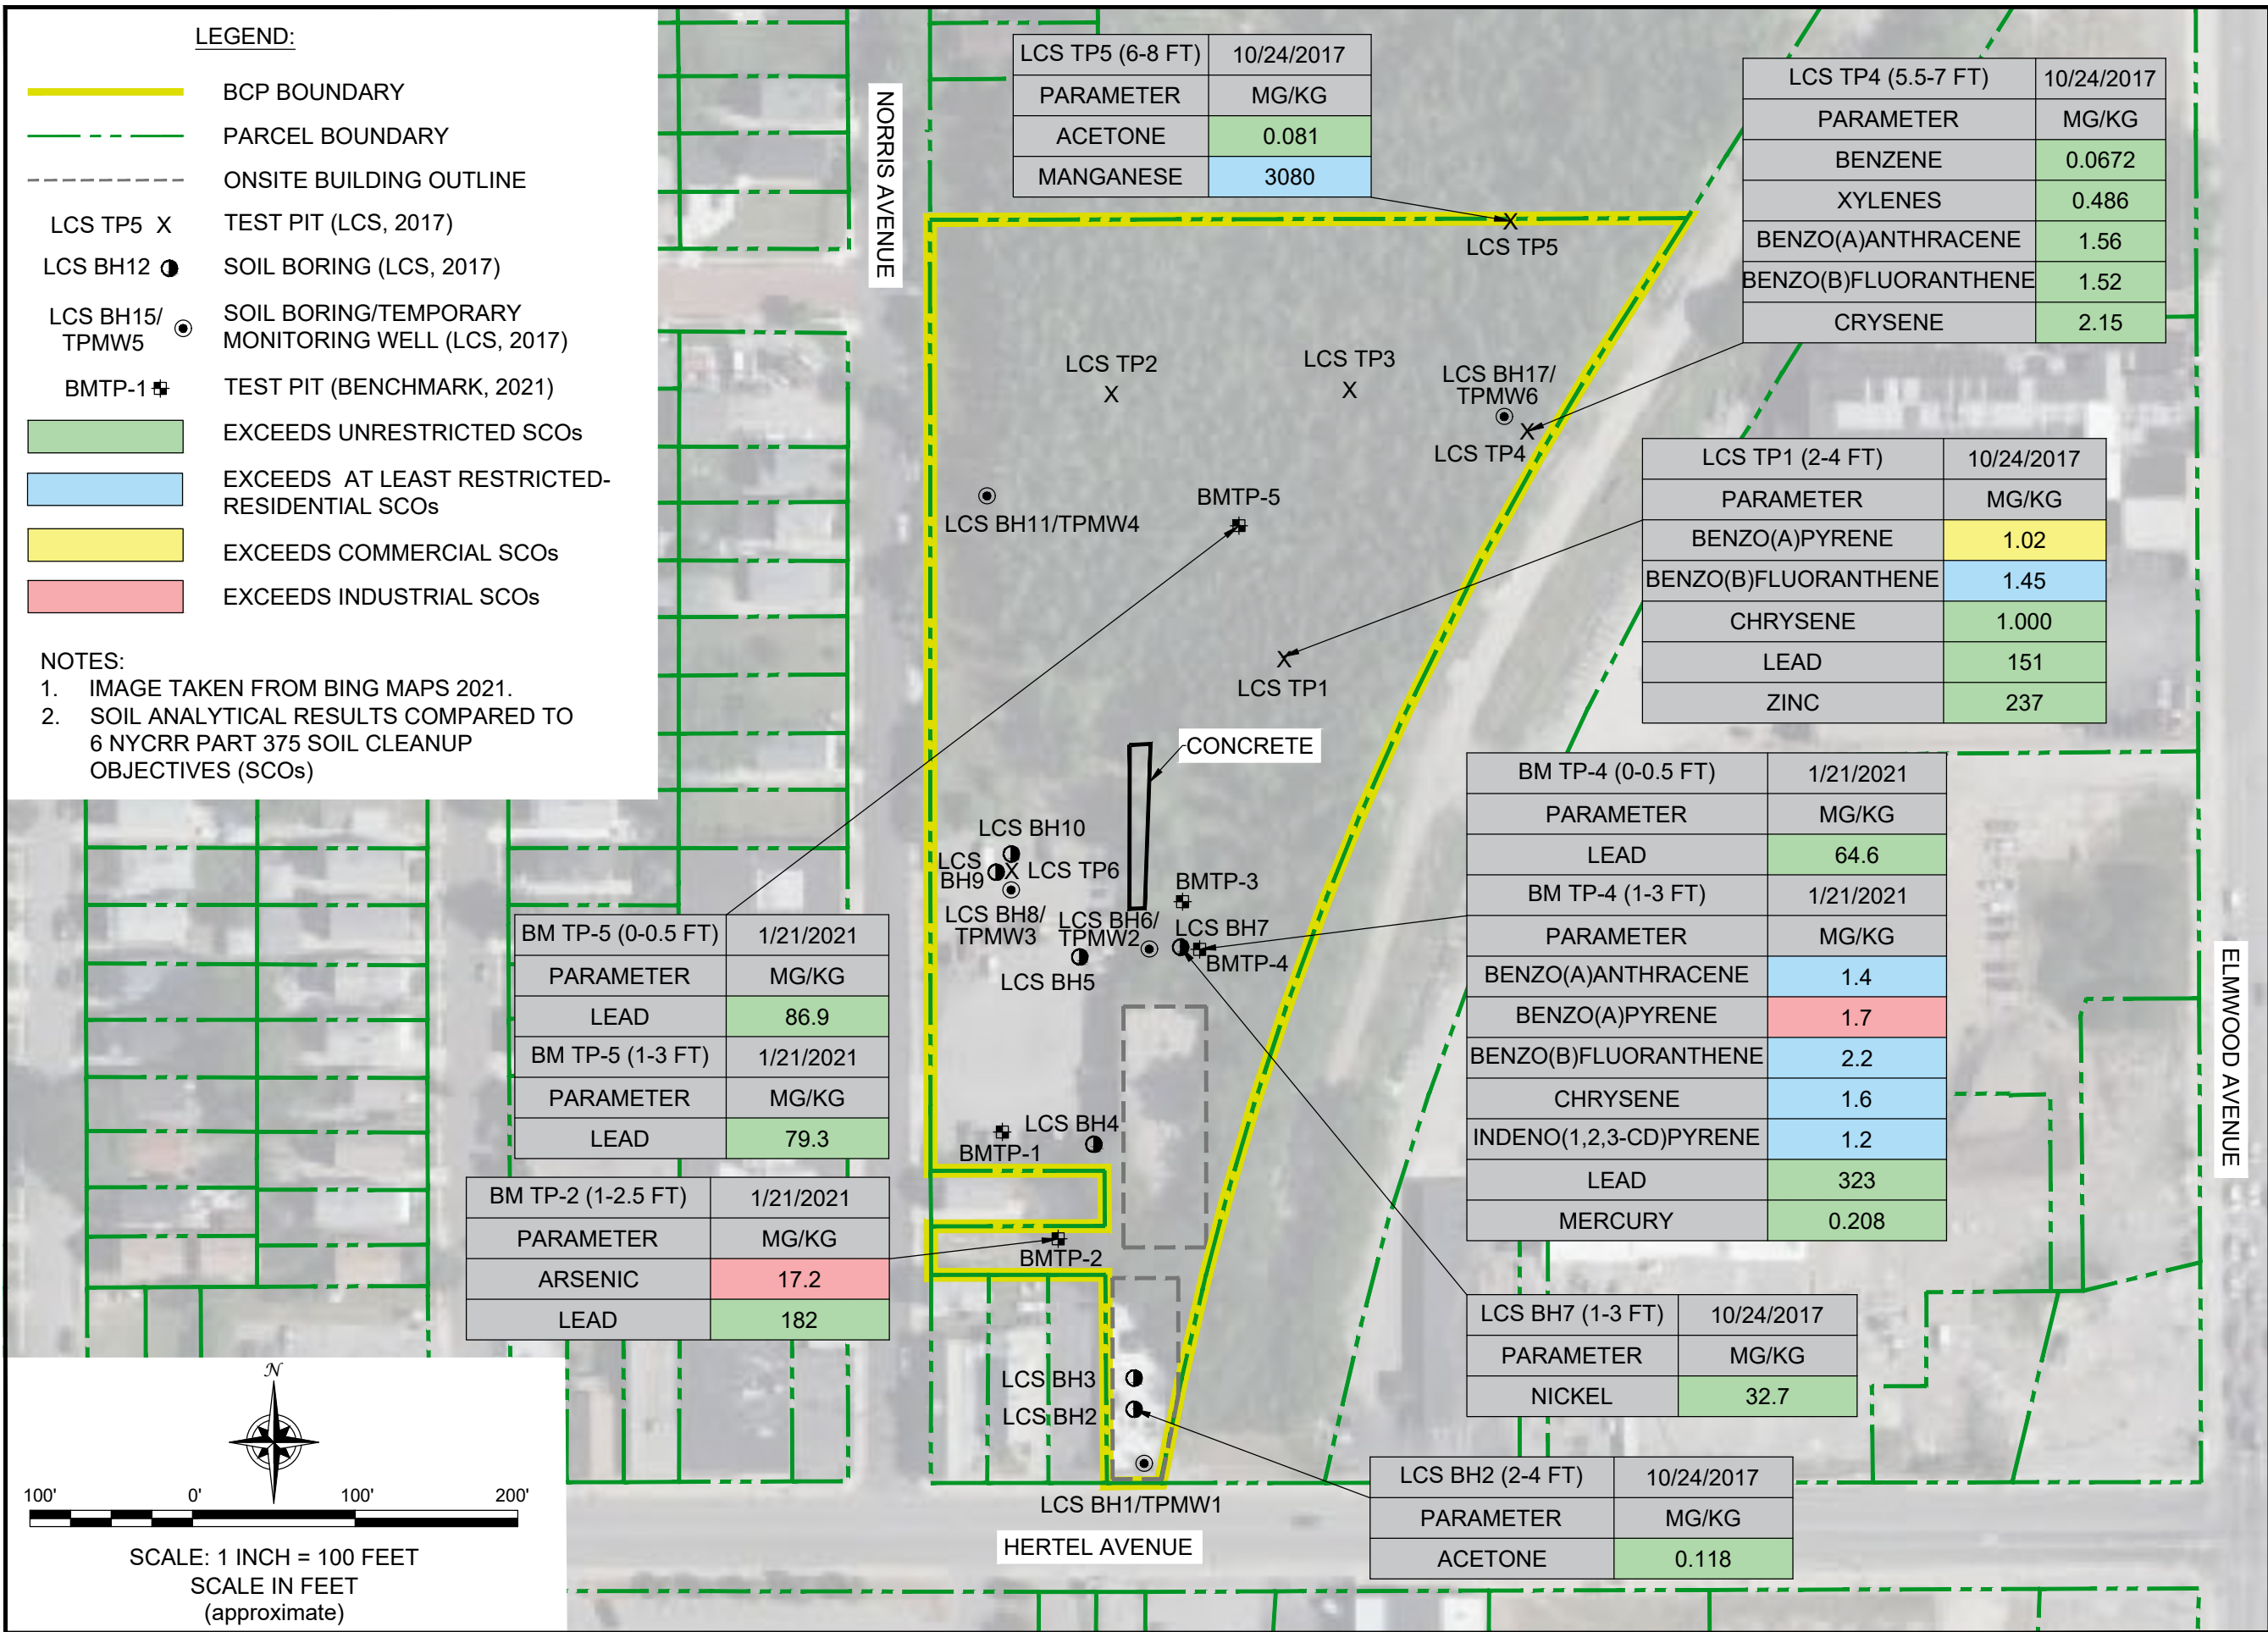 LEGEND:
BCP BOUNDARY
PARCEL BOUNDARY
ONSITE BUILDING OUTLINE
LCS TP5 X TEST PIT (LCS, 2017)
LCS BH12 SOIL BORING (LCS, 2017)
LCS BH15/
TPMW5
SOIL BORING/TEMPORARY
MONITORING WELL (LCS, 2017)
BMTP-1 TEST PIT (BENCHMARK, 2021)
EXCEEDS UNRESTRICTED SCOs
EXCEEDS AT LEAST RESTRICTED-
RESIDENTIAL SCOs
EXCEEDS COMMERCIAL SCOs
EXCEEDS INDUSTRIAL SCOs
NOTES:
1. IMAGE TAKEN FROM BING MAPS 2021.
2. SOIL ANALYTICAL RESULTS COMPARED TO
6 NYCRR PART 375 SOIL CLEANUP
OBJECTIVES (SCOs)
NORRIS AVENUE
LCS TP5 (6-8 FT) 10/24/2017
PARAMETER MG/KG
ACETONE 0.081
MANGANESE 3080
LCS TP4 (5.5-7 FT) 10/24/2017
PARAMETER MG/KG
BENZENE 0.0672
XYLENES 0.486
BENZO(A)ANTHRACENE 1.56
BENZO(B)FLUORANTHENE 1.52
CRYSENE 2.15
X
LCS TP5
LCS TP2
X
LCS TP3
X
LCS BH17/
TPMW6
X
LCS TP4
LCS BH11/TPMW4
BMTP-5
LCS TP1 (2-4 FT) 10/24/2017
PARAMETER MG/KG
BENZO(A)PYRENE 1.02
BENZO(B)FLUORANTHENE 1.45
CHRYSENE 1.000
LEAD 151
ZINC 237
X
LCS TP1
CONCRETE
BM TP-4 (0-0.5 FT) 1/21/2021
PARAMETER MG/KG
LEAD 64.6
BM TP-4 (1-3 FT) 1/21/2021
PARAMETER MG/KG
BENZO(A)ANTHRACENE 1.4
BENZO(A)PYRENE 1.7
BENZO(B)FLUORANTHENE 2.2
CHRYSENE 1.6
INDENO(1,2,3-CD)PYRENE 1.2
LEAD 323
MERCURY 0.208
LCS BH10
LCS
BH9
X LCS TP6
LCS BH8/
TPMW3
LCS BH6/
TPMW2
BMTP-3
LCS BH7
BMTP-4
LCS BH5
BM TP-5 (0-0.5 FT) 1/21/2021
PARAMETER MG/KG
LEAD 86.9
BM TP-5 (1-3 FT) 1/21/2021
PARAMETER MG/KG
LEAD 79.3
LCS BH4
BMTP-1
BM TP-2 (1-2.5 FT) 1/21/2021
PARAMETER MG/KG
ARSENIC 17.2
LEAD 182
BMTP-2
ELMWOOD AVENUE
LCS BH7 (1-3 FT) 10/24/2017
PARAMETER MG/KG
NICKEL 32.7
LCS BH3
LCS BH2
LCS BH1/TPMW1
LCS BH2 (2-4 FT) 10/24/2017
PARAMETER MG/KG
ACETONE 0.118
HERTEL AVENUE
N
100' 0' 100' 200'
SCALE: 1 INCH = 100 FEET
SCALE IN FEET
(approximate)